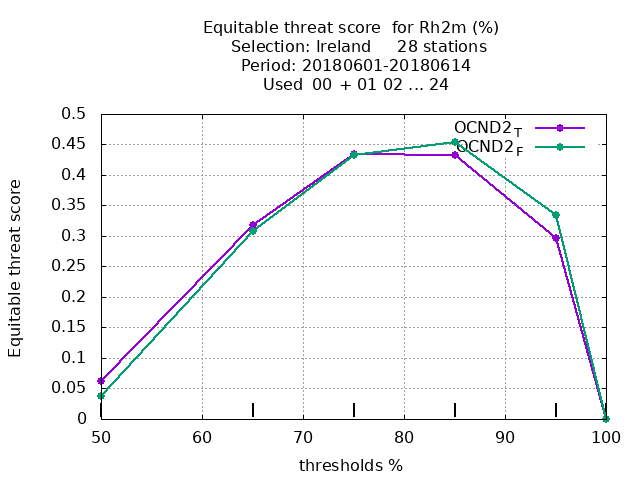 Equitable threat score  for Rh2m (%)
Selection: Ireland     28 stations
Period: 20180601-20180614
Used  00 + 01 02 ... 24
0.5
0.45
0.4
0.35
0.3
0.25
0.2
0.15
0.1
0.05
0
Equitable threat score
OCND2T
OCND2F
50 60 70 80 90 100
thresholds %